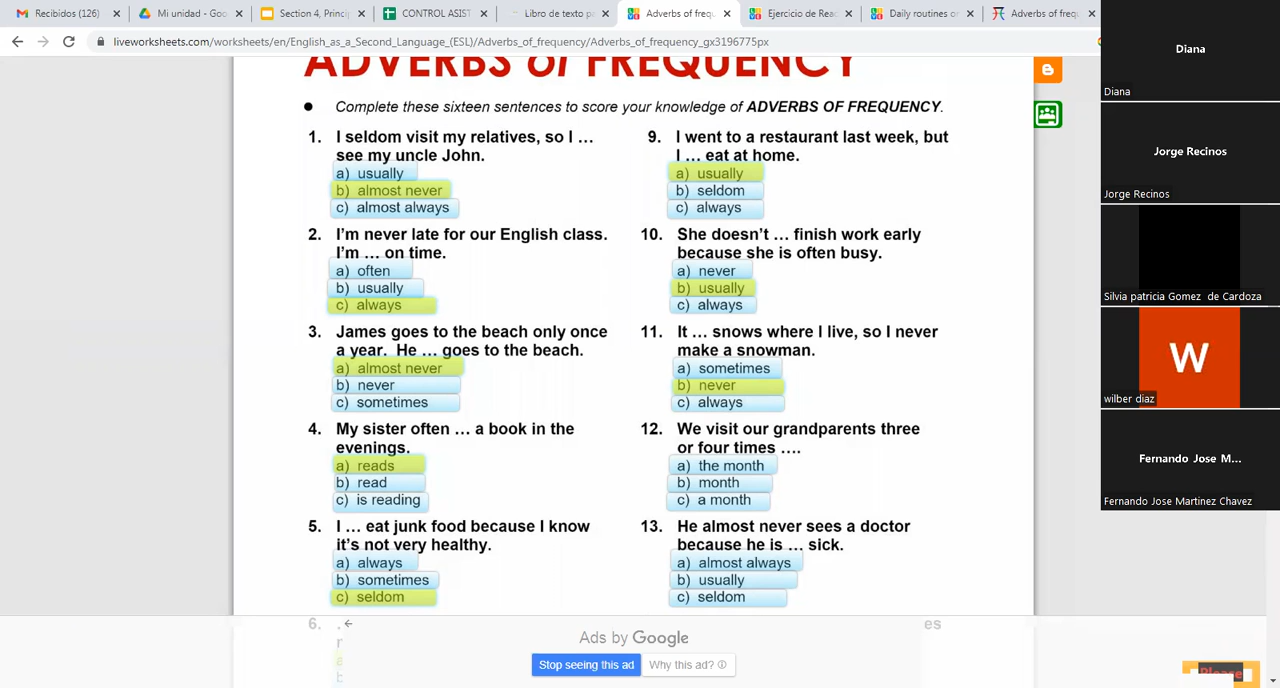 Recibidos (126)
Mi unidad - Goo
Section 4, Princi
CONTROL ASIST
Libro de texto pa
Adverbs of frequ
Ejercicio de Rea
Daily routines or
Adverbs of frequ
liveworksheets.com/worksheets/en/English_as_a_Second_Language_(ESL)/Adverbs_of_frequency/Adverbs_of_frequency_gx3196775px
ADVERBS of FREQUENCY
● Complete these sixteen sentences to score your knowledge of ADVERBS OF FREQUENCY.
1. I seldom visit my relatives, so I …
see my uncle John.
a) usually
b) almost never
c) almost always
2. I’m never late for our English class.
I’m … on time.
a) often
b) usually
c) always
3. James goes to the beach only once
a year. He … goes to the beach.
a) almost never
b) never
c) sometimes
4. My sister often … a book in the
evenings.
a) reads
b) read
c) is reading
5. I … eat junk food because I know
it’s not very healthy.
a) always
b) sometimes
c) seldom
6.
9. I went to a restaurant last week, but
I … eat at home.
a) usually
b) seldom
c) always
10. She doesn’t … finish work early
because she is often busy.
a) never
b) usually
c) always
11. It … snows where I live, so I never
make a snowman.
a) sometimes
b) never
c) always
12. We visit our grandparents three
or four times ….
a) the month
b) month
c) a month
13. He almost never sees a doctor
because he is … sick.
a) almost always
b) usually
c) seldom
es
Ads by Google
Stop seeing this ad
Why this ad?
Please
Diana
Diana
Jorge Recinos
Jorge Recinos
Silvia patricia Gomez de Cardoza
W
wilber diaz
Fernando Jose M...
Fernando Jose Martinez Chavez